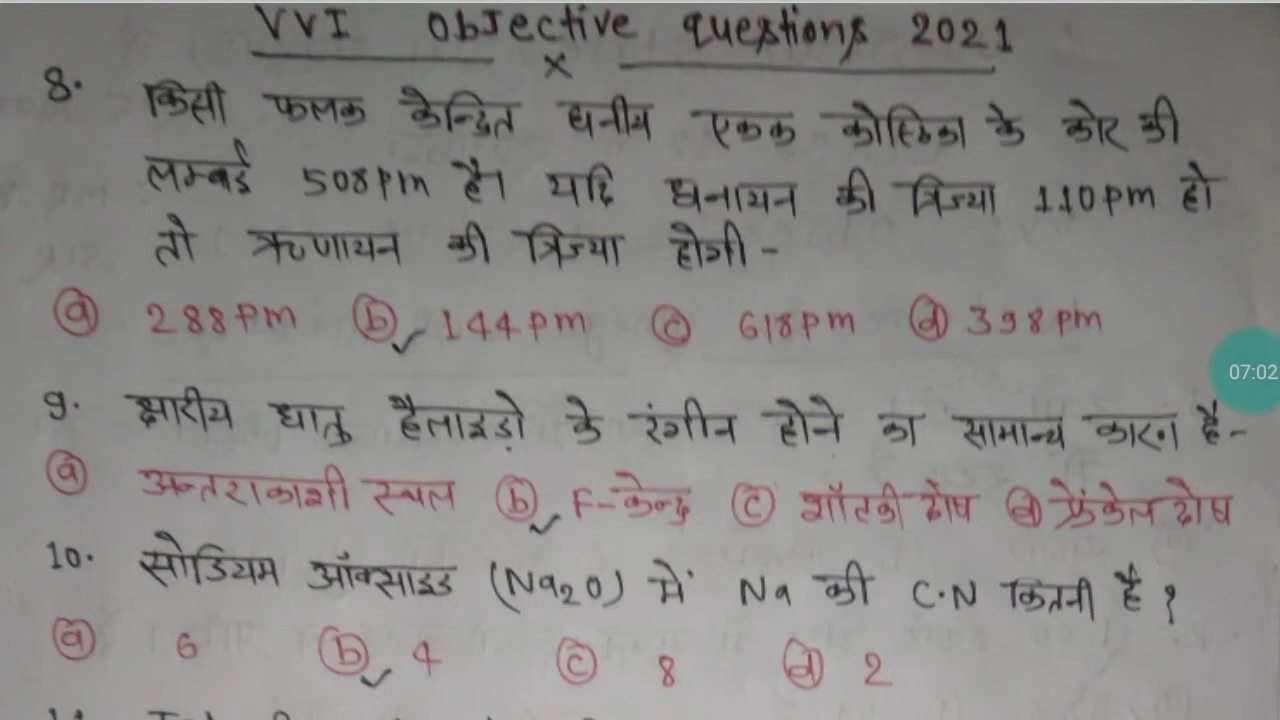 VVI objective questions 2021
x
8. किसी फलक केन्द्रित घनीय एकक कोष्ठिका के कोर की
लम्बई 508pm है। यदि धनायन की त्रिज्या 110pm हो
तो ऋणायन की त्रिज्या होगी -
(a) 288pm (b) ✓ 144pm (c) 618pm (d) 398pm
07:02
9. क्षारीय धातु हैलाइड़ो के रंगीन होने का सामान्य कारण है -
(a) अन्तराकाशी स्थल (b) ✓ F-केन्द्र (c) शॉटकी दोष (d) फ्रेंकेल दोष
10. सोडियम ऑक्साइड (Na₂O) में Na की C.N कितनी है ?
(a) 6 (b) ✓ 4 (c) 8 (d) 2